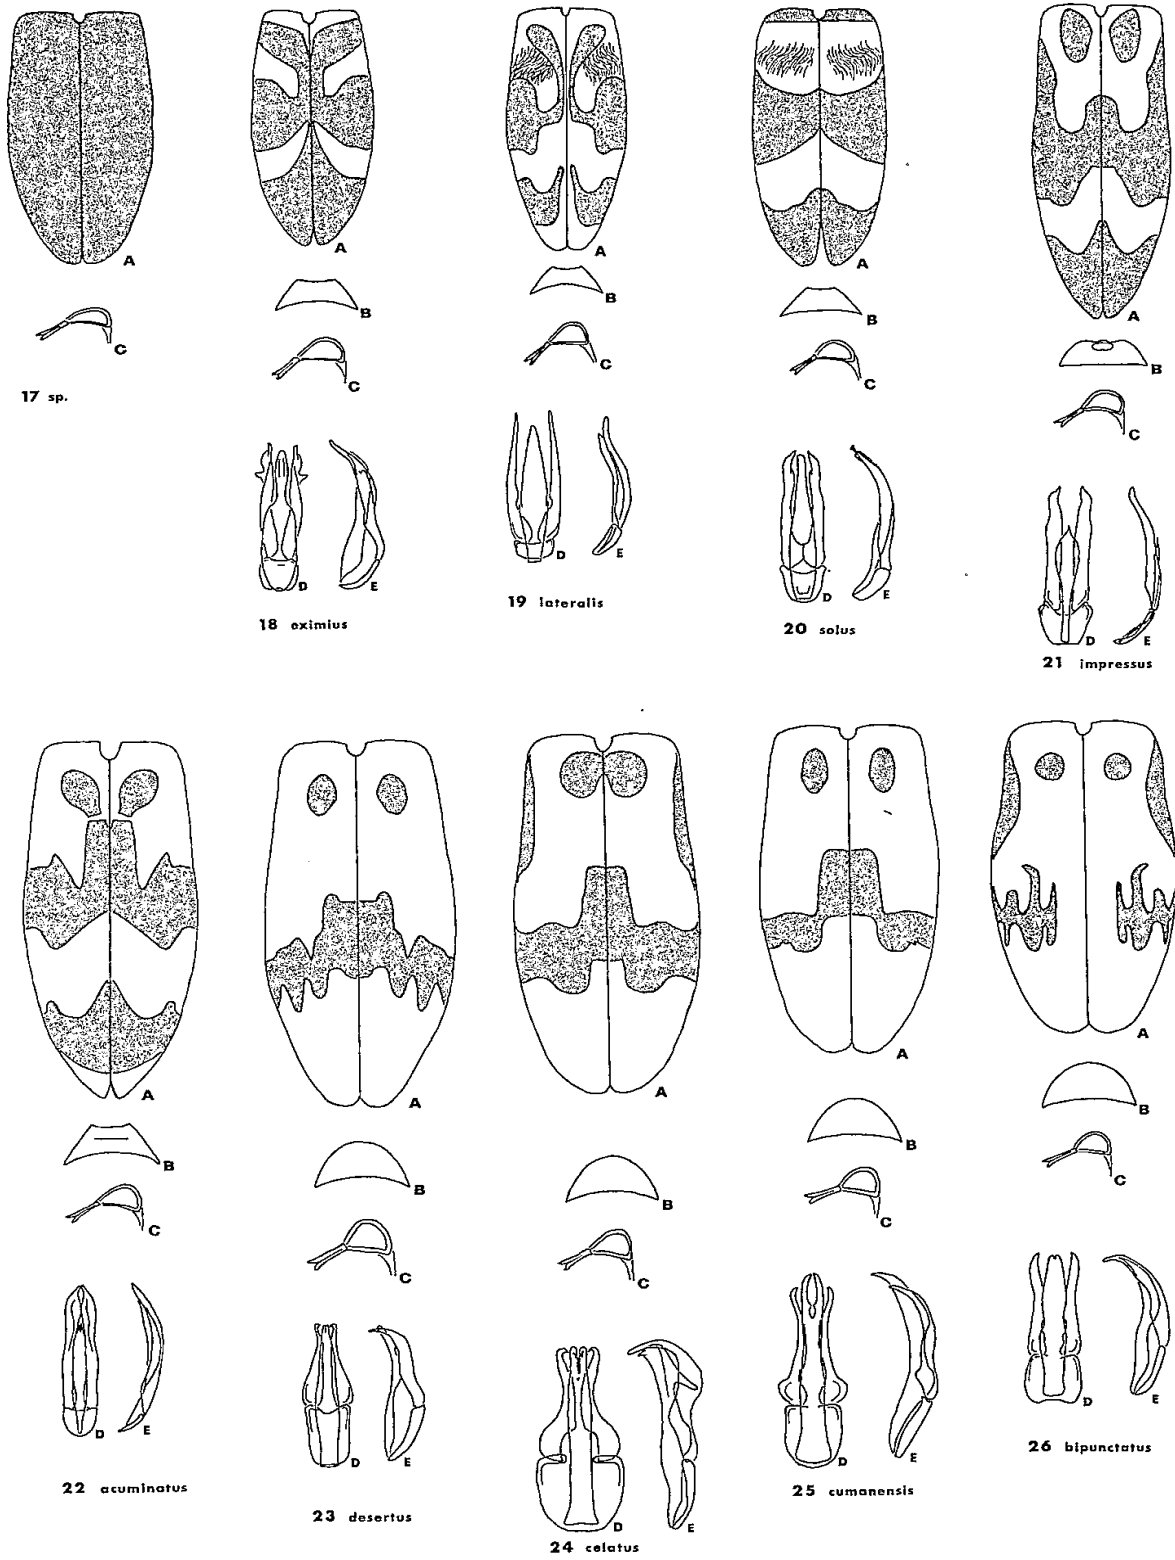 A
C
17 sp.
A
B
C
D
E
18 eximius
A
B
C
D
E
19 lateralis
A
B
C
D
E
20 solus
A
B
C
D
E
21 impressus
A
B
C
D
E
22 acuminatus
A
B
C
D
E
23 desertus
A
B
C
D
E
24 celatus
A
B
C
D
E
25 cumanensis
A
B
C
D
E
26 bipunctatus